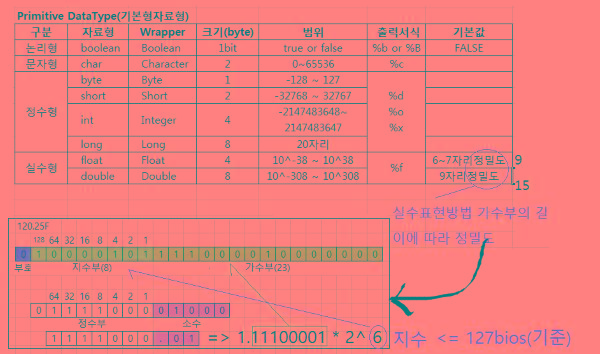 Primitive DataType(기본형자료형)
구분 자료형 Wrapper 크기(byte) 범위 출력서식 기본값
논리형 boolean Boolean 1bit true or false %b or %B FALSE
문자형 char Character 2 0~65536 %c
정수형 byte Byte 1 -128 ~ 127
short Short 2 -32768 ~ 32767 %d
int Integer 4 -2147483648~ %o
2147483647 %x
long Long 8 20자리
실수형 float Float 4 10^-38 ~ 10^38 %f 6~7자리정밀도 9
double Double 8 10^-308 ~ 10^308 9자리정밀도 15
실수표현방법 가수부의 길
이에 따라 정밀도
120.25F
128 64 32 16 8 4 2 1
0 1 0 0 0 0 1 0 1 1 1 1 0 0 0 0 1 0 0 0 0 0 0 0
부호 지수부(8) 가수부(23)
64 32 16 8 4 2 1
0 1 1 1 1 0 0 0 0 1 0 0 0
정수부 소수
1 1 1 1 0 0 0 . 0 1 => 1.11100001 * 2^ 6 지수 <= 127bios(기준)